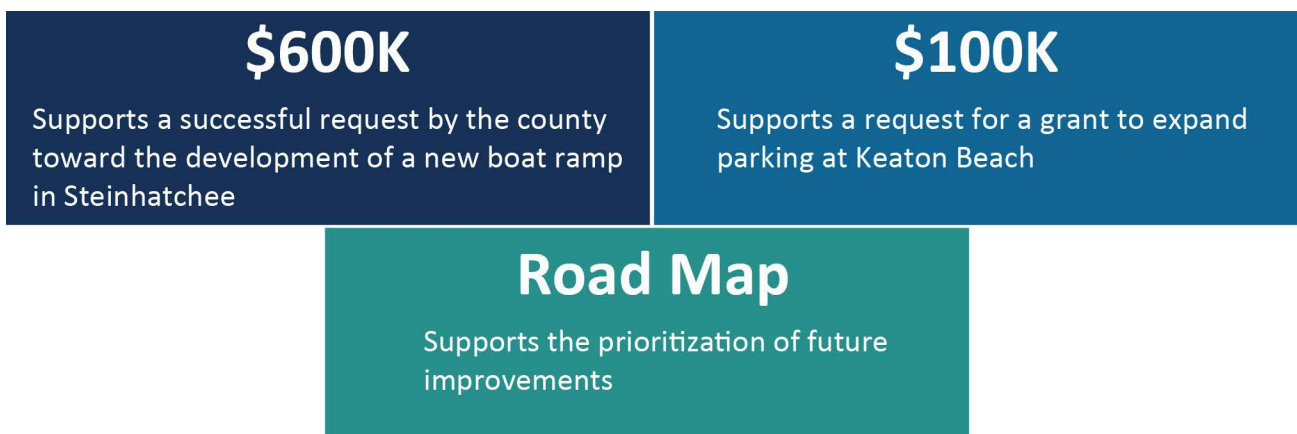 $600K
Supports a successful request by the county
toward the development of a new boat ramp
in Steinhatchee
$100K
Supports a request for a grant to expand
parking at Keaton Beach
Road Map
Supports the prioritization of future
improvements